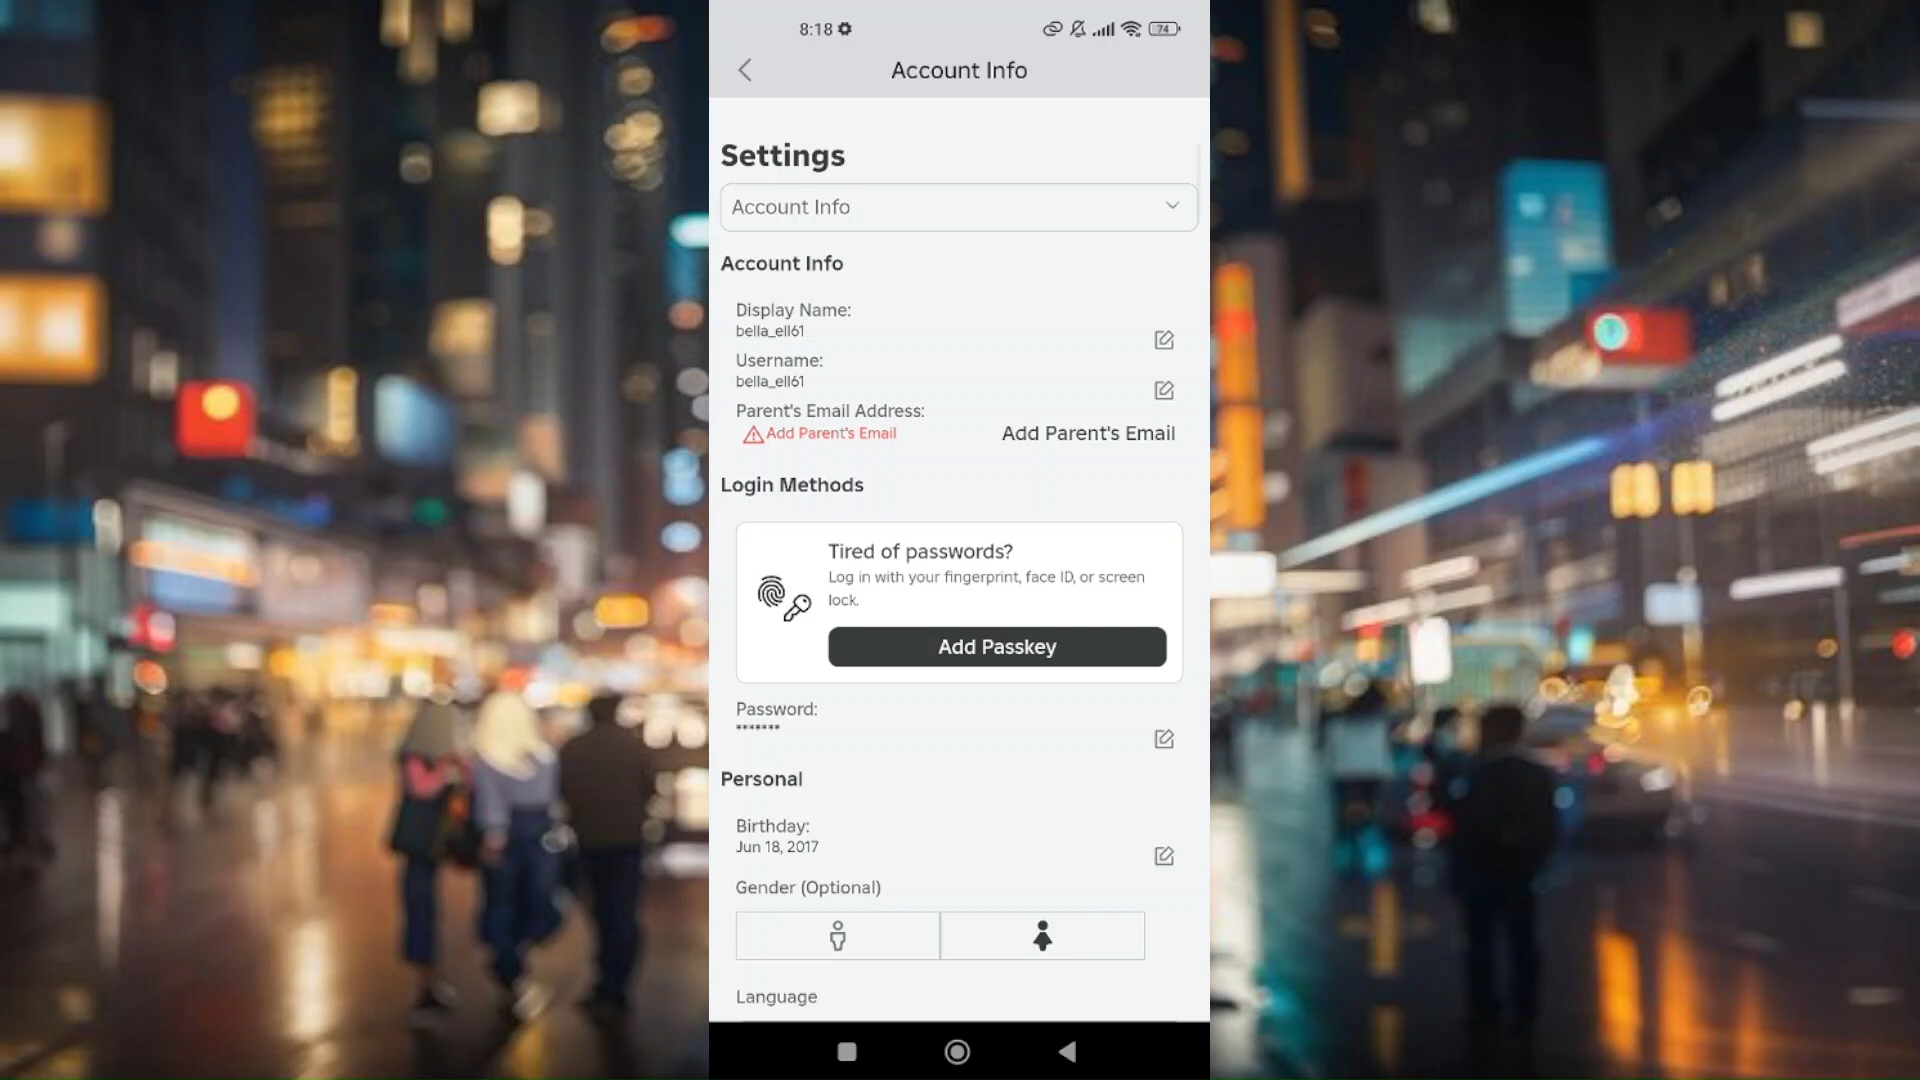 8:18
74
Account Info
Settings
Account Info
Account Info
Display Name:
bella_ell61
Username:
bella_ell61
Parent's Email Address:
Add Parent's Email
Add Parent's Email
Login Methods
Tired of passwords?
Log in with your fingerprint, face ID, or screen
lock.
Add Passkey
Password:
*******
Personal
Birthday:
Jun 18, 2017
Gender (Optional)
Language